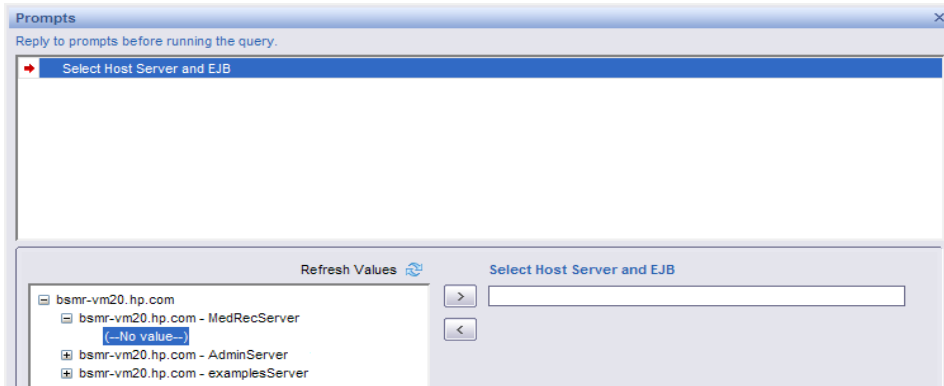 Prompts
Reply to prompts before running the query.
Select Host Server and EJB
Refresh Values
Select Host Server and EJB
bsmr-vm20.hp.com
>
bsmr-vm20.hp.com - MedRecServer
(--No value--)
<
bsmr-vm20.hp.com - AdminServer
bsmr-vm20.hp.com - examplesServer